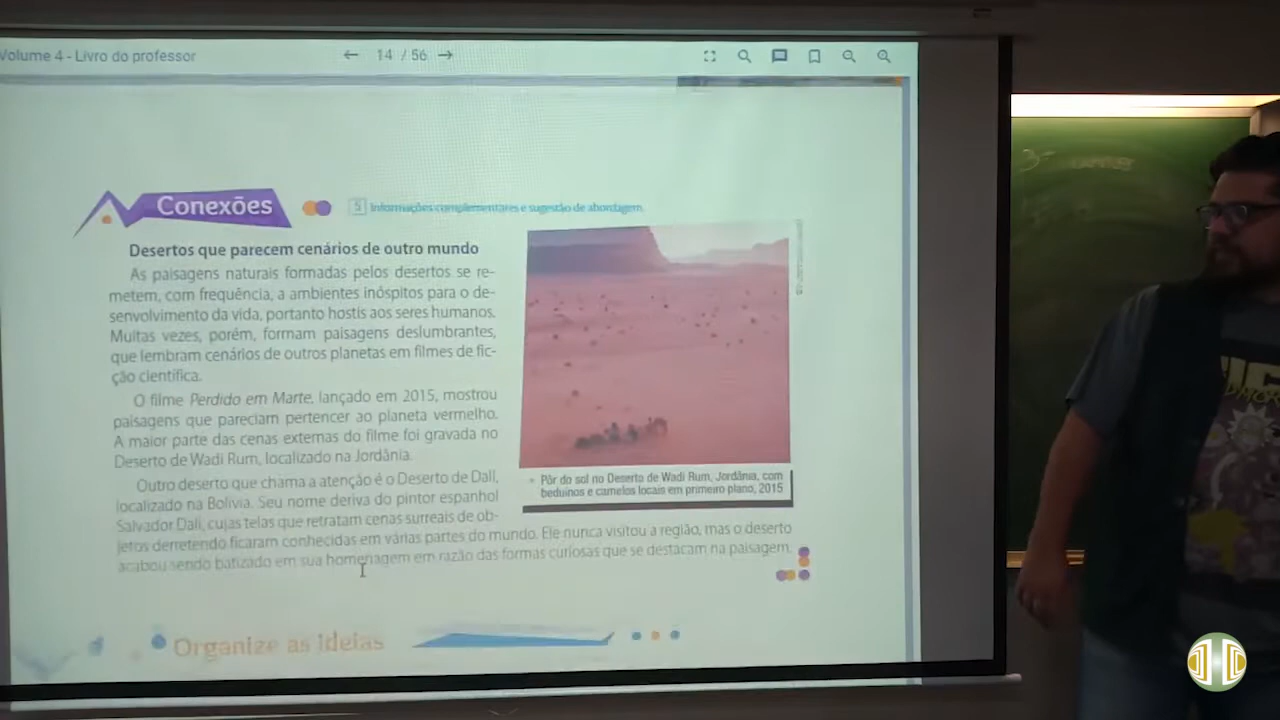 Volume 4 - Livro do professor
← 14 / 56 →
Conexões
5 Informações complementares e sugestão de abordagem.
Desertos que parecem cenários de outro mundo
As paisagens naturais formadas pelos desertos se re-
metem, com frequência, a ambientes inóspitos para o de-
senvolvimento da vida, portanto hostis aos seres humanos.
Muitas vezes, porém, formam paisagens deslumbrantes,
que lembram cenários de outros planetas em filmes de fic-
ção científica.
O filme Perdido em Marte, lançado em 2015, mostrou
paisagens que pareciam pertencer ao planeta vermelho.
A maior parte das cenas externas do filme foi gravada no
Deserto de Wadi Rum, localizado na Jordânia.
Outro deserto que chama a atenção é o Deserto de Dalí,
localizado na Bolívia. Seu nome deriva do pintor espanhol
Salvador Dalí, cujas telas que retratam cenas surreais de ob-
jetos derretendo ficaram conhecidas em várias partes do mundo. Ele nunca visitou a região, mas o deserto
acabou sendo batizado em sua homenagem em razão das formas curiosas que se destacam na paisagem.
Pôr do sol no Deserto de Wadi Rum, Jordânia, com
beduínos e camelos locais em primeiro plano, 2015
Organize as ideias